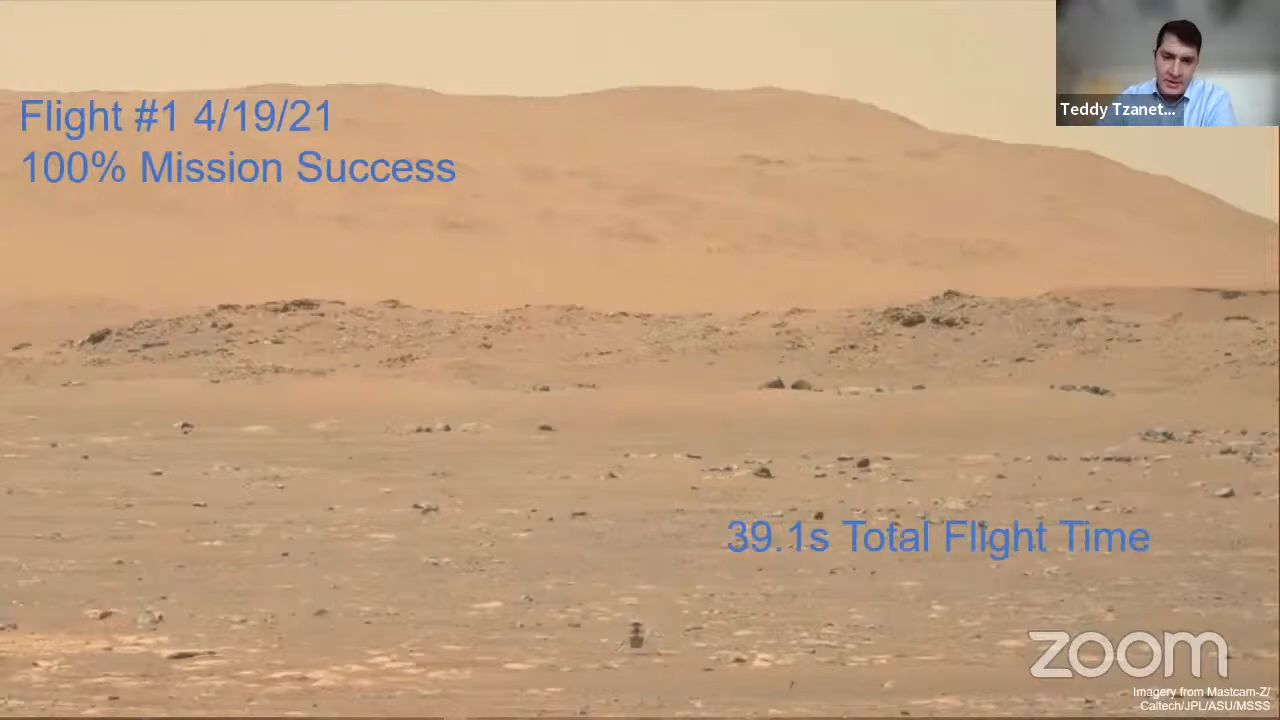 Flight #1 4/19/21
100% Mission Success
Teddy Tzanet...
39.1s Total Flight Time
zoom
Imagery from Mastcam-Z/
Caltech/JPL/ASU/MSSS